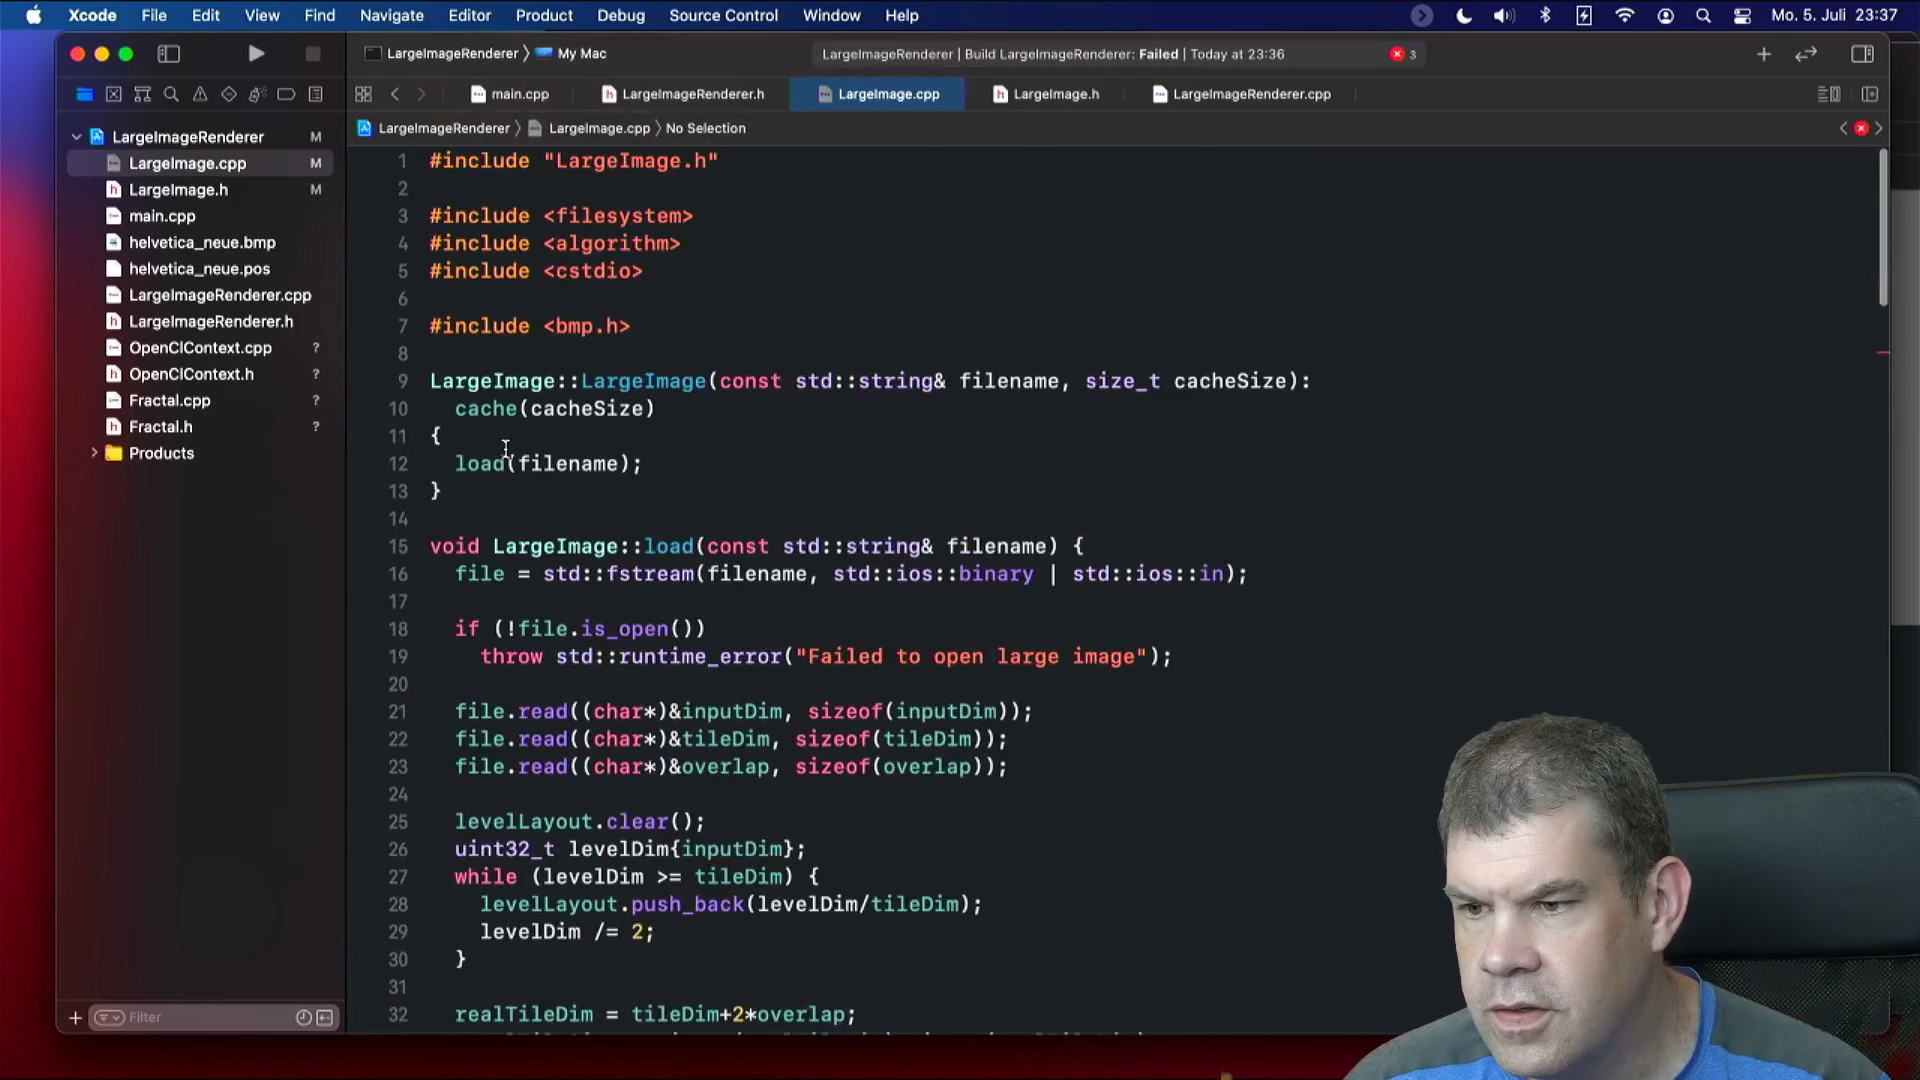 Xcode File Edit View Find Navigate Editor Product Debug Source Control Window Help Mo. 5. Juli 23:37
LargeImageRenderer 〉 My Mac LargeImageRenderer | Build LargeImageRenderer: Failed | Today at 23:36 3
main.cpp LargeImageRenderer.h LargeImage.cpp LargeImage.h LargeImageRenderer.cpp
LargeImageRenderer 〉 LargeImage.cpp 〉 No Selection
LargeImageRenderer M
LargeImage.cpp M
LargeImage.h M
main.cpp
helvetica_neue.bmp
helvetica_neue.pos
LargeImageRenderer.cpp
LargeImageRenderer.h
OpenClContext.cpp ?
OpenClContext.h ?
Fractal.cpp ?
Fractal.h ?
Products
Filter
1 #include "LargeImage.h"
2
3 #include <filesystem>
4 #include <algorithm>
5 #include <cstdio>
6
7 #include <bmp.h>
8
9 LargeImage::LargeImage(const std::string& filename, size_t cacheSize):
10 cache(cacheSize)
11 {
12 load(filename);
13 }
14
15 void LargeImage::load(const std::string& filename) {
16 file = std::fstream(filename, std::ios::binary | std::ios::in);
17
18 if (!file.is_open())
19 throw std::runtime_error("Failed to open large image");
20
21 file.read((char*)&inputDim, sizeof(inputDim));
22 file.read((char*)&tileDim, sizeof(tileDim));
23 file.read((char*)&overlap, sizeof(overlap));
24
25 levelLayout.clear();
26 uint32_t levelDim{inputDim};
27 while (levelDim >= tileDim) {
28 levelLayout.push_back(levelDim/tileDim);
29 levelDim /= 2;
30 }
31
32 realTileDim = tileDim+2*overlap;